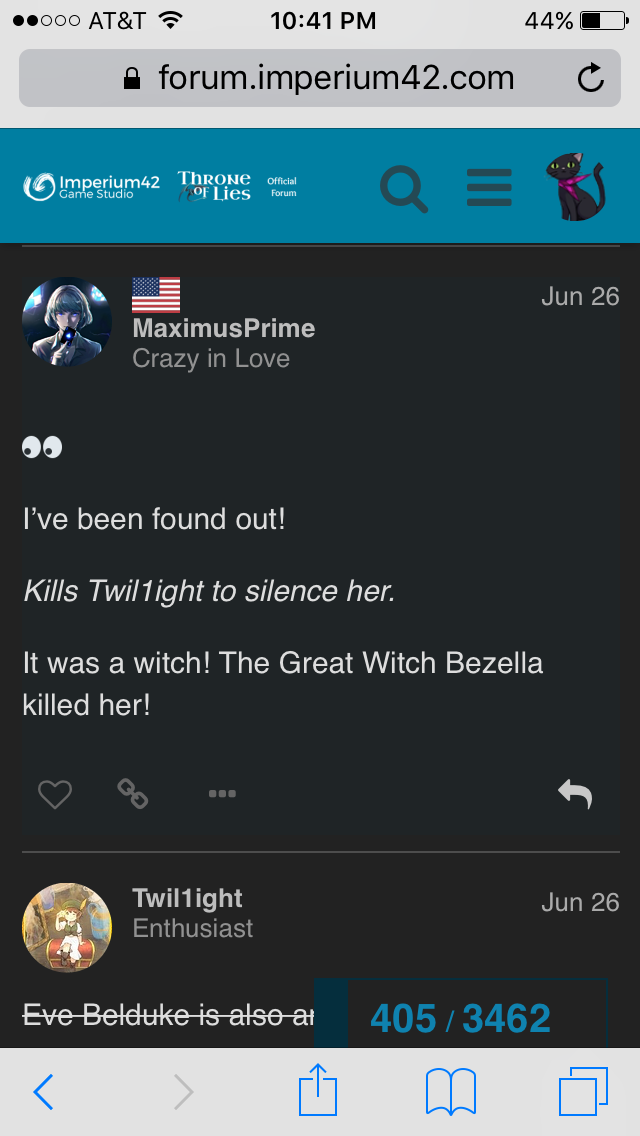 AT&T 10:41 PM 44%
forum.imperium42.com
Imperium42
Game Studio
THRONE
OF LIES
Official
Forum
MaximusPrime
Jun 26
Crazy in Love
I've been found out!
Kills Twil1ight to silence her.
It was a witch! The Great Witch Bezella
killed her!
Twil1ight
Jun 26
Enthusiast
Eve Belduke is also
405 / 3462